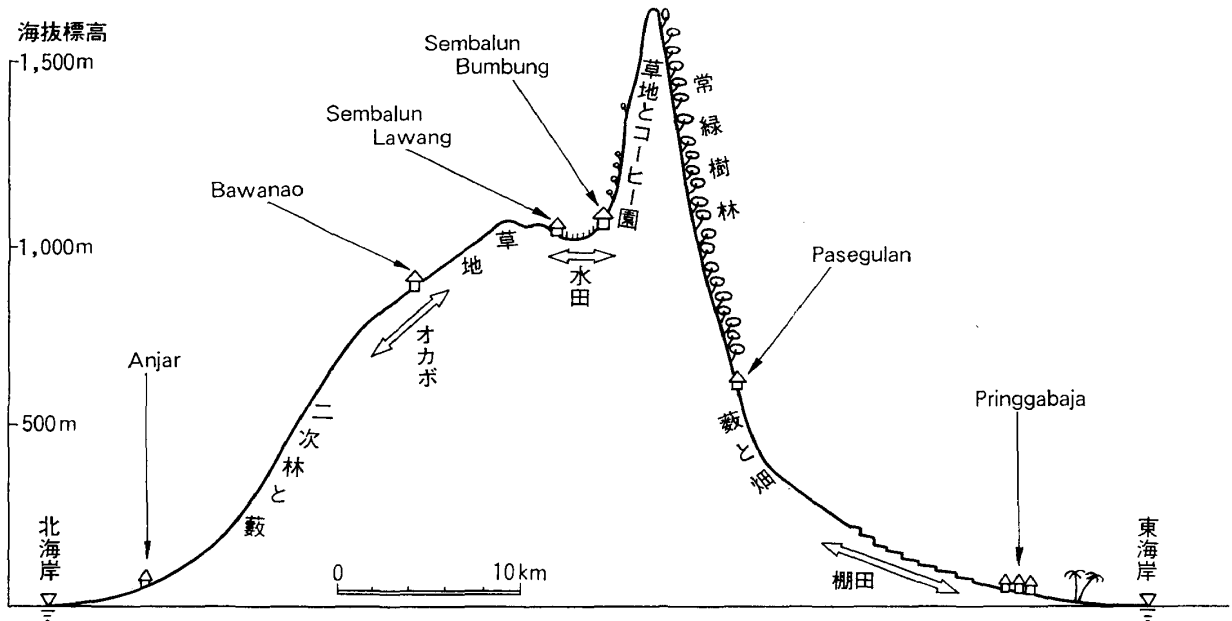 海抜標高
1,500m
1,000m
500m
Sembalun
Bumbung
Sembalun
Lawang
Bawanao
Anjar
Pasegulan
Pringgabaja
草地とコーヒー園
常緑樹林
草地
水田
オカボ
二次林と藪
藪と畑
棚田
北海岸
東海岸
0 10km